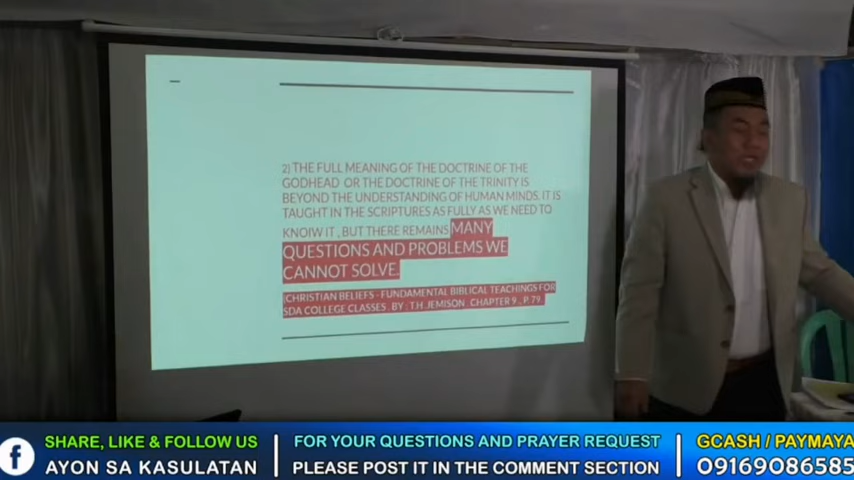 2) THE FULL MEANING OF THE DOCTRINE OF THE
GODHEAD OR THE DOCTRINE OF THE TRINITY IS
BEYOND THE UNDERSTANDING OF HUMAN MINDS. IT IS
TAUGHT IN THE SCRIPTURES AS FULLY AS WE NEED TO
KNOIW IT , BUT THERE REMAINS MANY
QUESTIONS AND PROBLEMS WE
CANNOT SOLVE.
(CHRISTIAN BELIEFS - FUNDAMENTAL BIBLICAL TEACHINGS FOR
SDA COLLEGE CLASSES . BY : T.H. JEMISON CHAPTER 9 , P. 79.
f
SHARE, LIKE & FOLLOW US
AYON SA KASULATAN
FOR YOUR QUESTIONS AND PRAYER REQUEST
PLEASE POST IT IN THE COMMENT SECTION
GCASH / PAYMAYA
09169086585